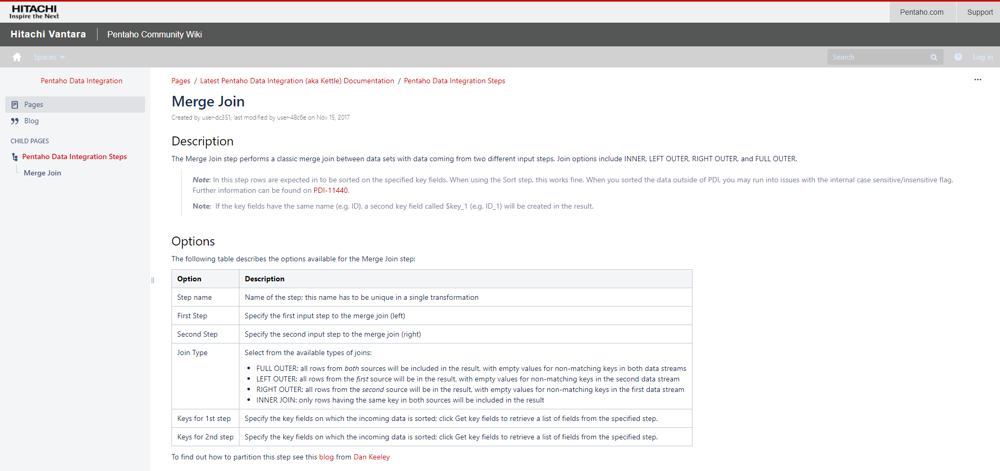 HITACHI
Inspire the Next
Pentaho.com
Support
Hitachi Vantara
Pentaho Community Wiki
Spaces
Search
Log in
Pentaho Data Integration
Pages
Blog
CHILD PAGES
Pentaho Data Integration Steps
Merge Join
Pages / Latest Pentaho Data Integration (aka Kettle) Documentation / Pentaho Data Integration Steps
Merge Join
Created by user-dc351, last modified by user-48c6e on Nov 15, 2017
Description
The Merge Join step performs a classic merge join between data sets with data coming from two different input steps. Join options include INNER, LEFT OUTER, RIGHT OUTER, and FULL OUTER.
Note: In this step rows are expected in to be sorted on the specified key fields. When using the Sort step, this works fine. When you sorted the data outside of PDI, you may run into issues with the internal case sensitive/insensitive flag.
Further information can be found on PDI-11440.
Note: If the key fields have the same name (e.g. ID), a second key field called $key_1 (e.g. ID_1) will be created in the result.
Options
The following table describes the options available for the Merge Join step:
Option Description
Step name Name of the step; this name has to be unique in a single transformation
First Step Specify the first input step to the merge join (left)
Second Step Specify the second input step to the merge join (right)
Join Type Select from the available types of joins:
• FULL OUTER: all rows from both sources will be included in the result, with empty values for non-matching keys in both data streams
• LEFT OUTER: all rows from the first source will be in the result, with empty values for non-matching keys in the second data stream
• RIGHT OUTER: all rows from the second source will be in the result, with empty values for non-matching keys in the first data stream
• INNER JOIN: only rows having the same key in both sources will be included in the result
Keys for 1st step Specify the key fields on which the incoming data is sorted; click Get key fields to retrieve a list of fields from the specified step.
Keys for 2nd step Specify the key fields on which the incoming data is sorted; click Get key fields to retrieve a list of fields from the specified step.
To find out how to partition this step see this blog from Dan Keeley